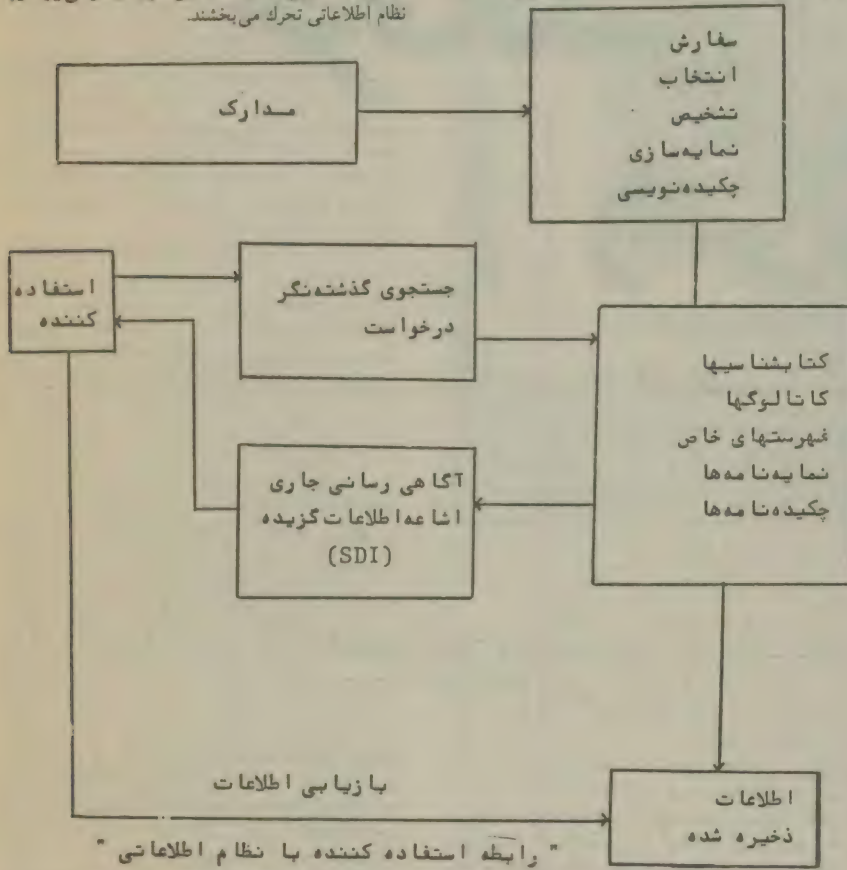 نظام اطلاعاتی تحرك می‌بخشند.
مدارک
سفارش
انتخاب
تشخیص
نمایه‌سازی
چکیده‌نویسی
استفاده
کننده
جستجوی گذشته‌نگر
درخواست
کتابشناسیها
کاتالوگها
فهرستهای خاص
نمایه‌نامه‌ها
چکیده‌نامه‌ها
آگاهی رسانی جاری
اشاعه اطلاعات گزیده
(SDI)
بازیابی اطلاعات
اطلاعات
ذخیره شده
" رابطه استفاده کننده با نظام اطلاعاتی "